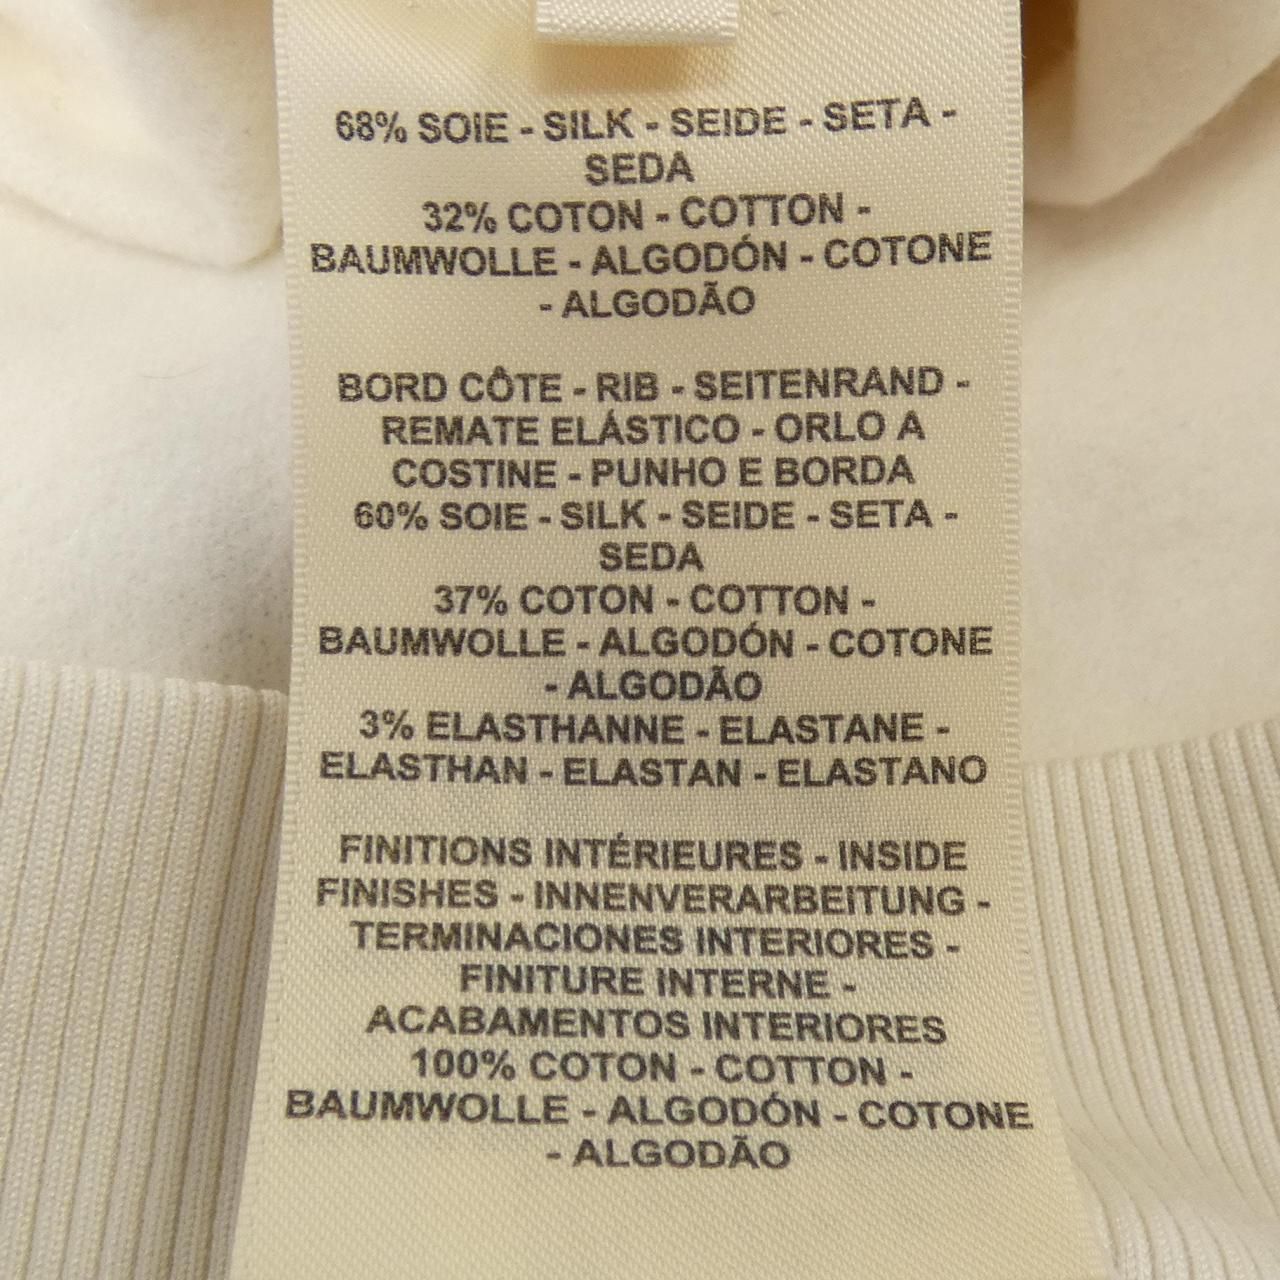 68% SOIE - SILK - SEIDE - SETA -
SEDA
32% COTON - COTTON -
BAUMWOLLE - ALGODÓN - COTONE
- ALGODÃO
BORD CÔTE - RIB - SEITENRAND -
REMATE ELÁSTICO - ORLO A
COSTINE - PUNHO E BORDA
60% SOIE - SILK - SEIDE - SETA -
SEDA
37% COTON - COTTON -
BAUMWOLLE - ALGODÓN - COTONE
- ALGODÃO
3% ELASTHANNE - ELASTANE -
ELASTHAN - ELASTAN - ELASTANO
FINITIONS INTÉRIEURES - INSIDE
FINISHES - INNENVERARBEITUNG -
TERMINACIONES INTERIORES -
FINITURE INTERNE -
ACABAMENTOS INTERIORES
100% COTON - COTTON -
BAUMWOLLE - ALGODÓN - COTONE
- ALGODÃO